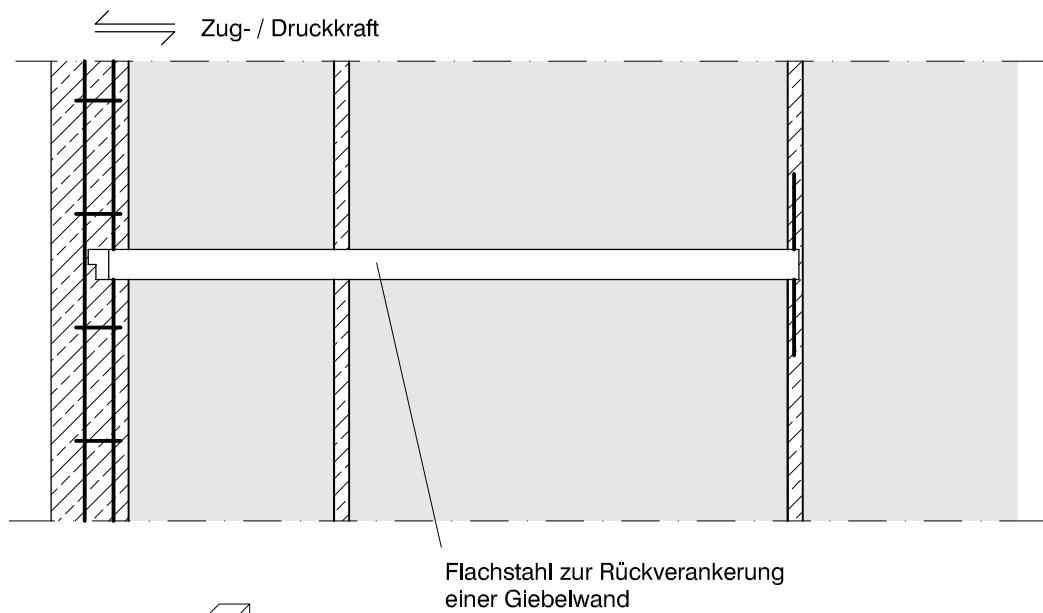 Zug- / Druckkraft
Flachstahl zur Rückverankerung
einer Giebelwand